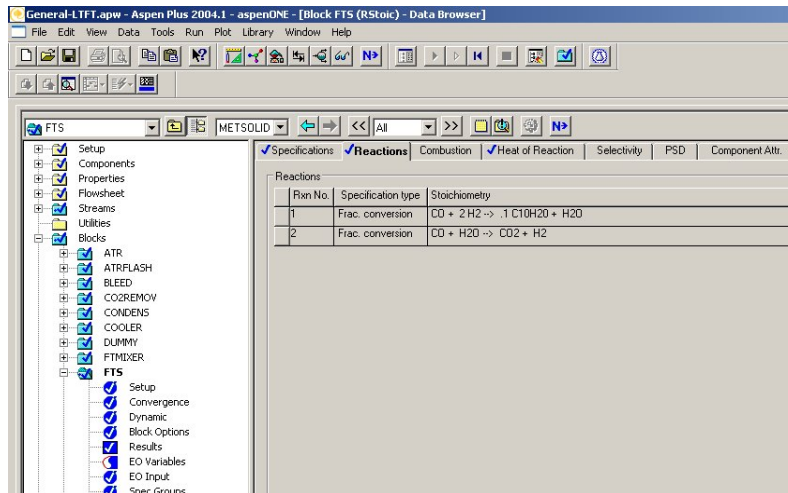 General-LTFT.apw - Aspen Plus 2004.1 - aspenONE - [Block FTS (RStoic) - Data Browser]
File Edit View Data Tools Run Plot Library Window Help
N>
FTS METSOLID << All >> N>
Specifications Reactions Combustion Heat of Reaction Selectivity PSD Component Attr.
Setup
Components
Properties
Flowsheet
Streams
Utilities
Blocks
ATR
ATRFLASH
BLEED
CO2REMOV
CONDENS
COOLER
DUMMY
FTMIXER
FTS
Setup
Convergence
Dynamic
Block Options
Results
EO Variables
EO Input
Spec Groups
Reactions
Rxn No. Specification type Stoichiometry
1 Frac. conversion CO + 2 H2 --> .1 C10H20 + H2O
2 Frac. conversion CO + H2O --> CO2 + H2